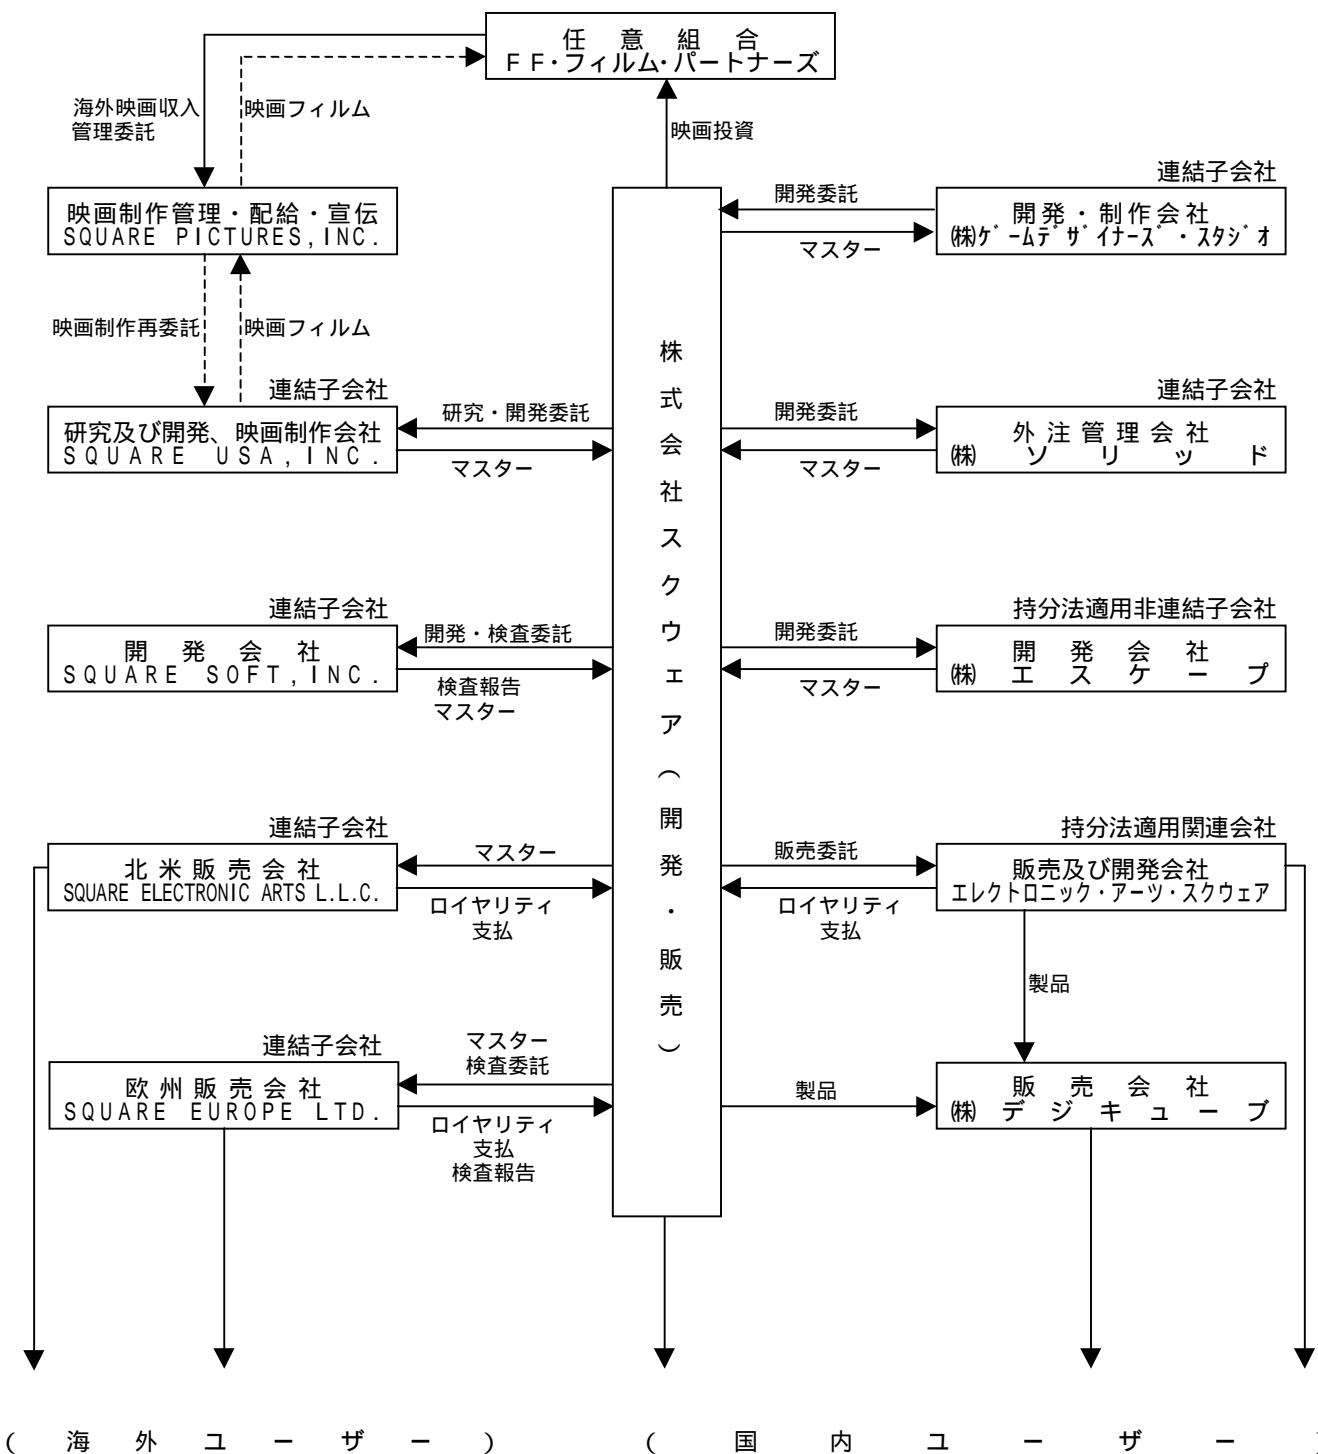 任意組合
ＦＦ・フィルム・パートナーズ
海外映画収入
管理委託
映画フィルム
映画投資
映画制作管理・配給・宣伝
SQUARE PICTURES,INC.
開発委託
マスター
連結子会社
開発・制作会社
㈱ｹﾞｰﾑﾃﾞｻﾞｲﾅｰｽﾞ・ｽﾀｼﾞｵ
映画制作再委託
映画フィルム
連結子会社
研究及び開発、映画制作会社
SQUARE USA,INC.
研究・開発委託
マスター
株式会社スクウェア(開発・販売)
開発委託
マスター
連結子会社
外注管理会社
㈱ソリッド
連結子会社
開発会社
SQUARE SOFT,INC.
開発・検査委託
検査報告
マスター
開発委託
マスター
持分法適用非連結子会社
開発会社
㈱エスケープ
連結子会社
北米販売会社
SQUARE ELECTRONIC ARTS L.L.C.
マスター
ロイヤリティ
支払
販売委託
ロイヤリティ
支払
持分法適用関連会社
販売及び開発会社
エレクトロニック・アーツ・スクウェア
製品
連結子会社
欧州販売会社
SQUARE EUROPE LTD.
マスター
検査委託
ロイヤリティ
支払
検査報告
製品
販売会社
㈱デジキューブ
(海外ユーザー)
(国内ユーザー)